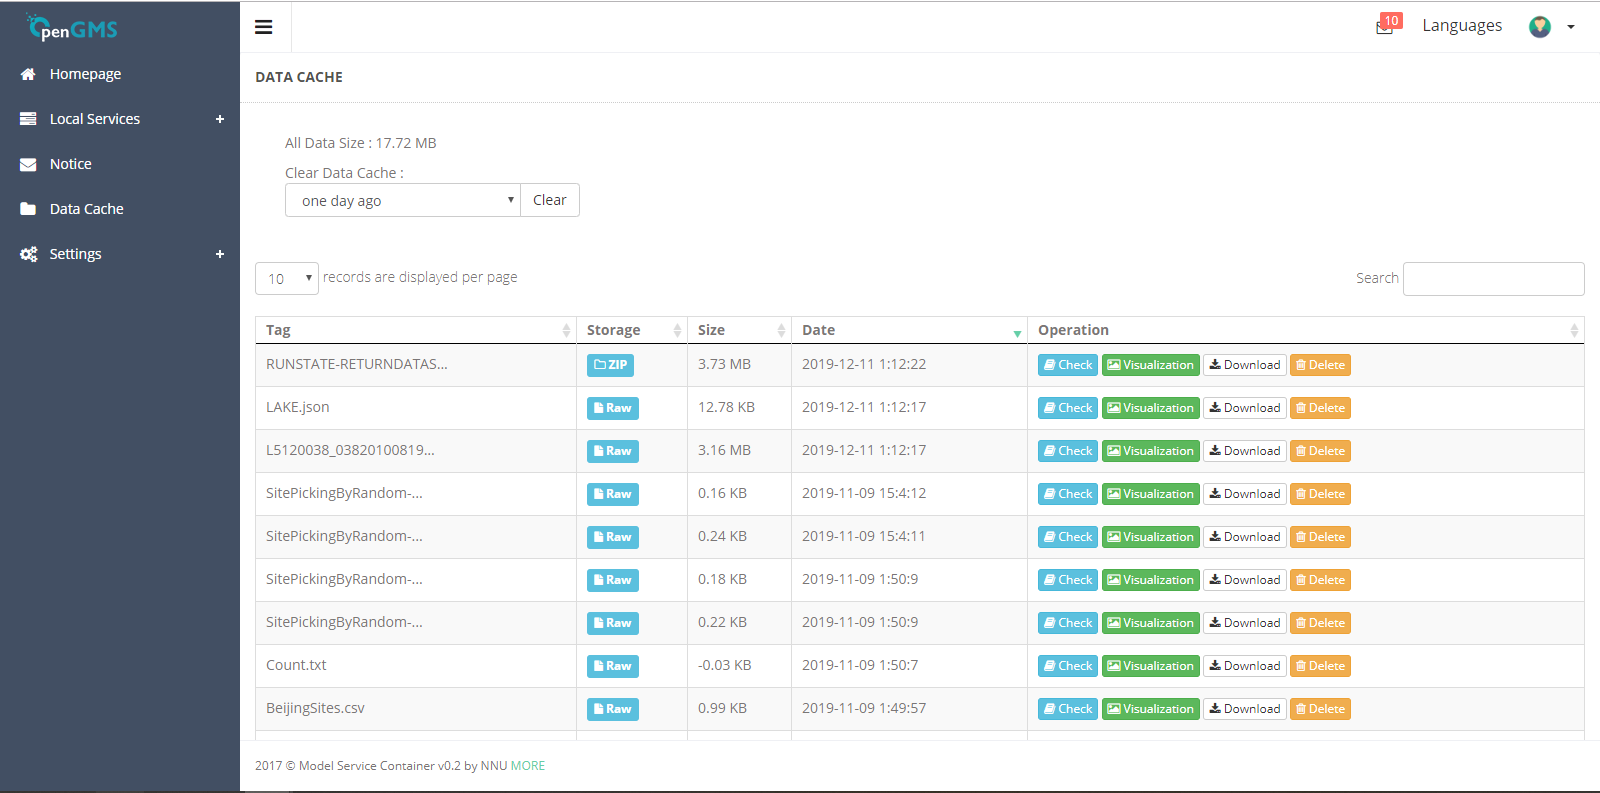 OpenGMS
10
Languages
Homepage
Local Services
Notice
Data Cache
Settings
DATA CACHE
All Data Size : 17.72 MB
Clear Data Cache :
one day ago Clear
10 records are displayed per page Search
Tag Storage Size Date Operation
RUNSTATE-RETURNDATAS... ZIP 3.73 MB 2019-12-11 1:12:22 Check Visualization Download Delete
LAKE.json Raw 12.78 KB 2019-12-11 1:12:17 Check Visualization Download Delete
L5120038_03820100819... Raw 3.16 MB 2019-12-11 1:12:17 Check Visualization Download Delete
SitePickingByRandom-... Raw 0.16 KB 2019-11-09 15:4:12 Check Visualization Download Delete
SitePickingByRandom-... Raw 0.24 KB 2019-11-09 15:4:11 Check Visualization Download Delete
SitePickingByRandom-... Raw 0.18 KB 2019-11-09 1:50:9 Check Visualization Download Delete
SitePickingByRandom-... Raw 0.22 KB 2019-11-09 1:50:9 Check Visualization Download Delete
Count.txt Raw -0.03 KB 2019-11-09 1:50:7 Check Visualization Download Delete
BeijingSites.csv Raw 0.99 KB 2019-11-09 1:49:57 Check Visualization Download Delete
2017 © Model Service Container v0.2 by NNU MORE